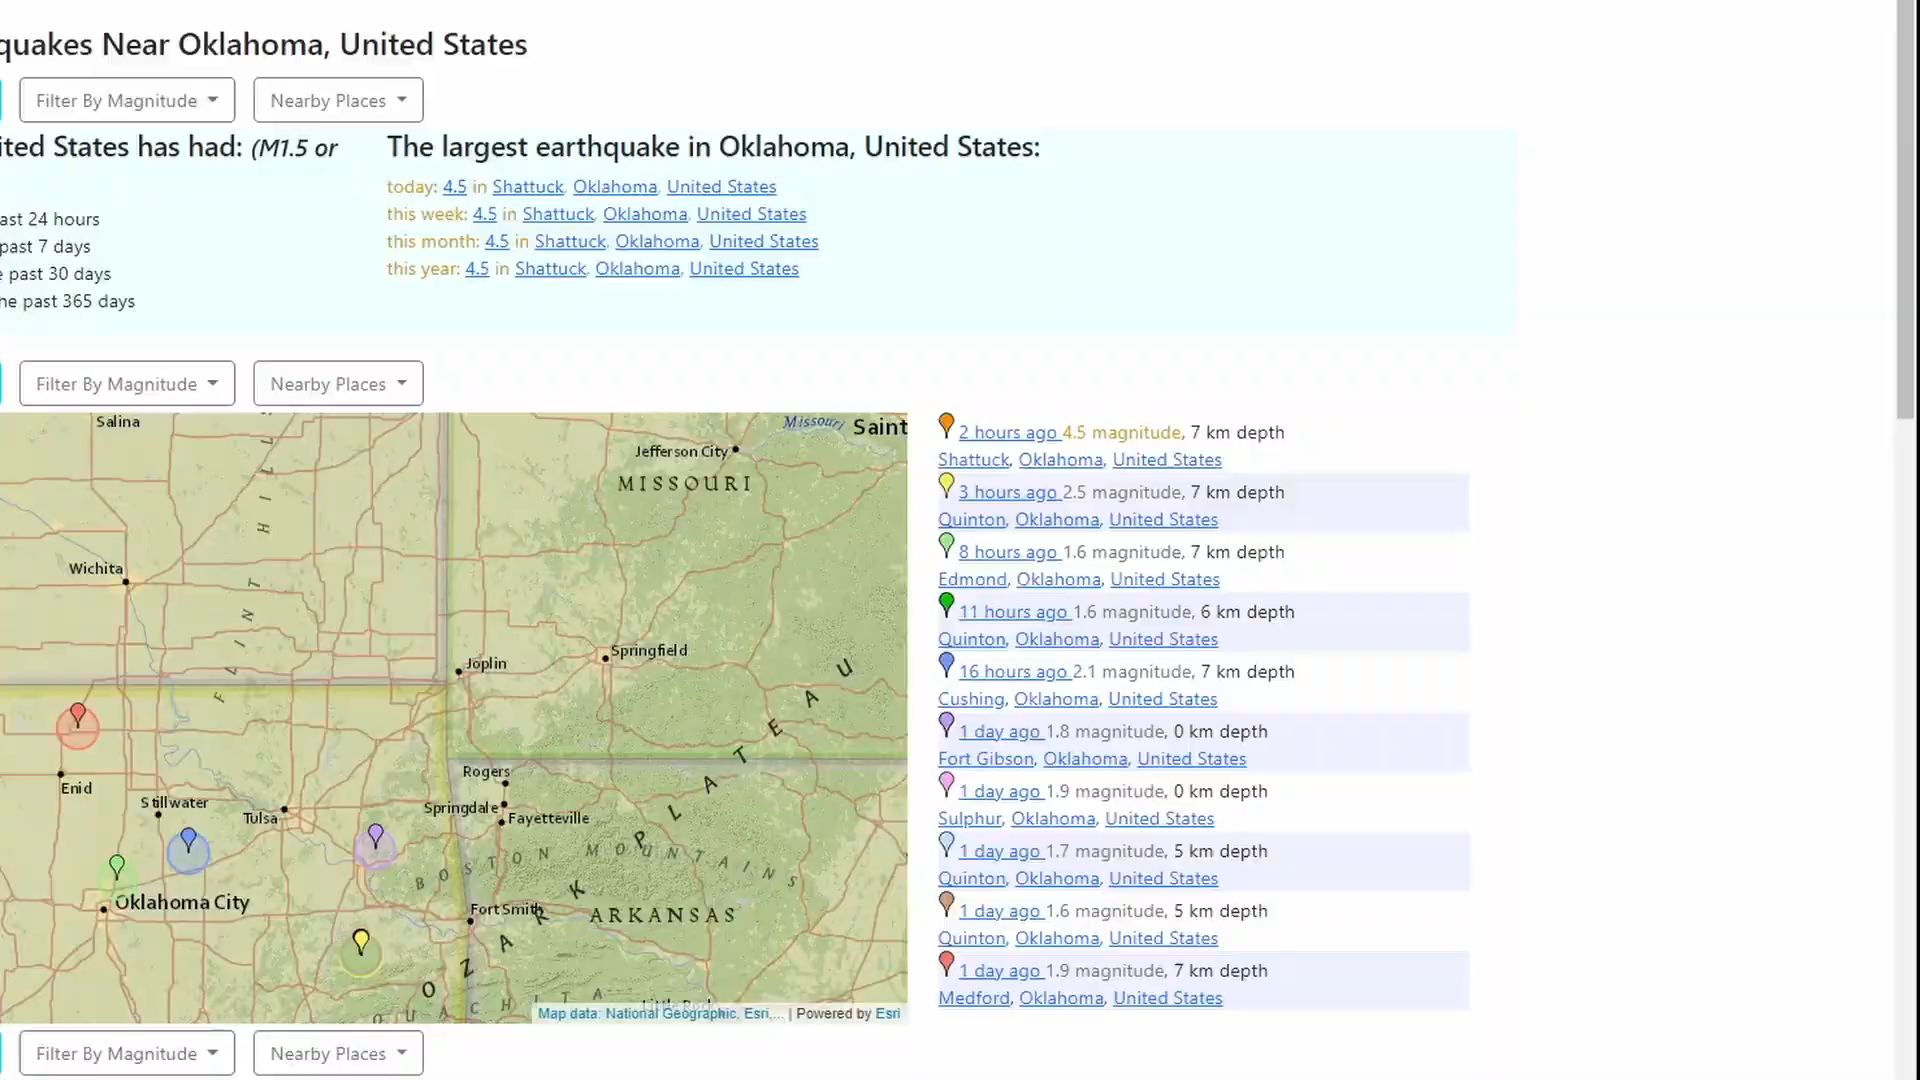 quakes Near Oklahoma, United States
Filter By Magnitude Nearby Places
ited States has had: (M1.5 or
ast 24 hours
past 7 days
e past 30 days
he past 365 days
The largest earthquake in Oklahoma, United States:
today: 4.5 in Shattuck, Oklahoma, United States
this week: 4.5 in Shattuck, Oklahoma, United States
this month: 4.5 in Shattuck, Oklahoma, United States
this year: 4.5 in Shattuck, Oklahoma, United States
Filter By Magnitude Nearby Places
Salina
Missouri
Saint
Jefferson City
MISSOURI
Wichita
FLINT HILL
Joplin
Springfield
Enid
Stillwater
Tulsa
Rogers
Springdale
Fayetteville
OZARK PLATEAU
BOSTON MOUNTAINS
Oklahoma City
Fort Smith
ARKANSAS
OUACHITA
Little Rock
Map data: National Geographic, Esri,... | Powered by Esri
2 hours ago 4.5 magnitude, 7 km depth
Shattuck, Oklahoma, United States
3 hours ago 2.5 magnitude, 7 km depth
Quinton, Oklahoma, United States
8 hours ago 1.6 magnitude, 7 km depth
Edmond, Oklahoma, United States
11 hours ago 1.6 magnitude, 6 km depth
Quinton, Oklahoma, United States
16 hours ago 2.1 magnitude, 7 km depth
Cushing, Oklahoma, United States
1 day ago 1.8 magnitude, 0 km depth
Fort Gibson, Oklahoma, United States
1 day ago 1.9 magnitude, 0 km depth
Sulphur, Oklahoma, United States
1 day ago 1.7 magnitude, 5 km depth
Quinton, Oklahoma, United States
1 day ago 1.6 magnitude, 5 km depth
Quinton, Oklahoma, United States
1 day ago 1.9 magnitude, 7 km depth
Medford, Oklahoma, United States
Filter By Magnitude Nearby Places